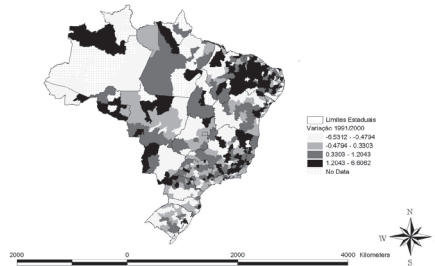 Limites Estaduais
Variação 1991/2000
-6.5312 - -0.4794
-0.4794 - 0.3303
0.3303 - 1.2043
1.2043 - 6.6062
No Data
N
W
S
2000 0 2000 4000 Kilometers